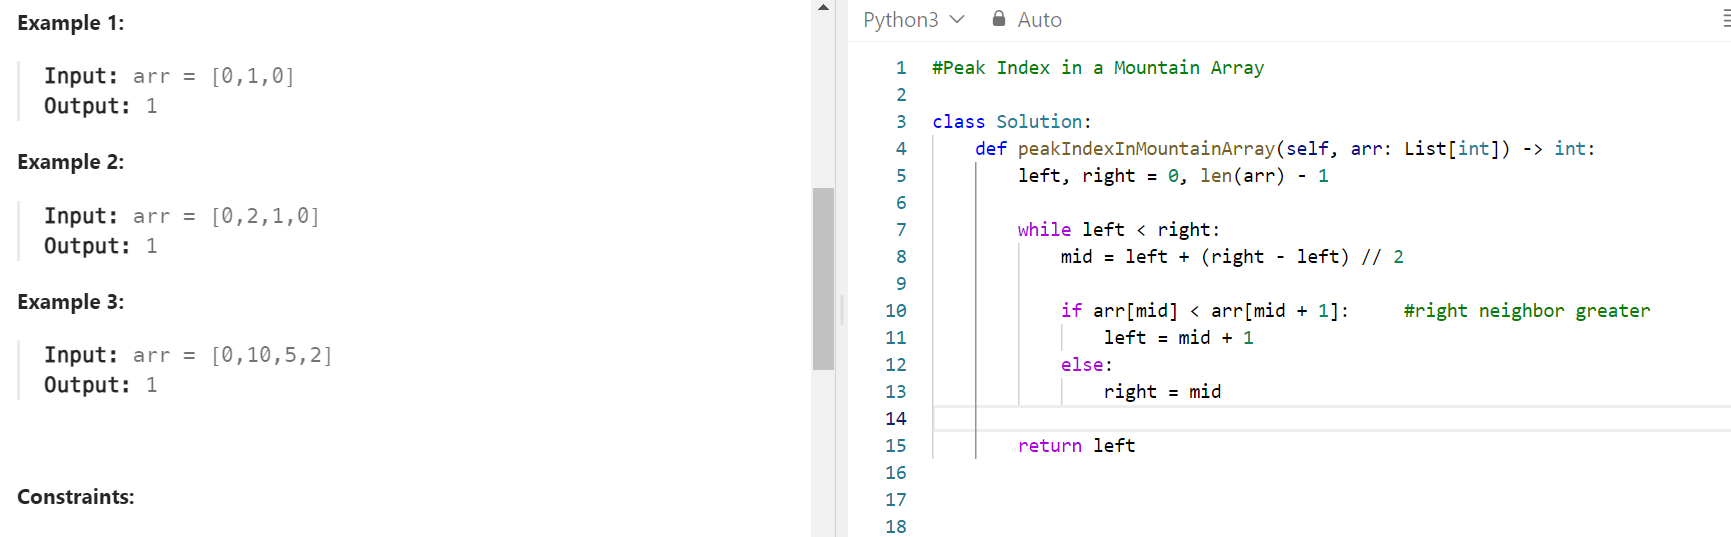 Example 1:
Input: arr = [0,1,0]
Output: 1
Example 2:
Input: arr = [0,2,1,0]
Output: 1
Example 3:
Input: arr = [0,10,5,2]
Output: 1
Constraints:
Python3 Auto
1 #Peak Index in a Mountain Array
2
3 class Solution:
4     def peakIndexInMountainArray(self, arr: List[int]) -> int:
5         left, right = 0, len(arr) - 1
6
7         while left < right:
8             mid = left + (right - left) // 2
9
10             if arr[mid] < arr[mid + 1]:     #right neighbor greater
11                 left = mid + 1
12             else:
13                 right = mid
14
15         return left
16
17
18